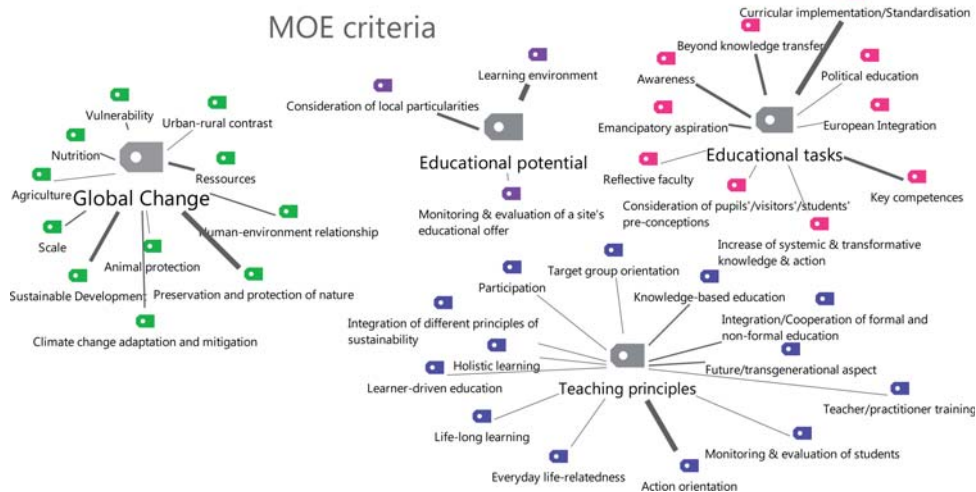 MOE criteria
Vulnerability
Urban-rural contrast
Nutrition
Ressources
Agriculture
Global Change
Human-environment relationship
Scale
Animal protection
Sustainable Development
Preservation and protection of nature
Climate change adaptation and mitigation
Learning environment
Consideration of local particularities
Educational potential
Monitoring & evaluation of a site's
educational offer
Curricular implementation/Standardisation
Beyond knowledge transfer
Awareness
Political education
Emancipatory aspiration
European Integration
Educational tasks
Reflective faculty
Key competences
Consideration of pupils'/visitors'/students'
pre-conceptions
Increase of systemic & transformative
knowledge & action
Target group orientation
Participation
Knowledge-based education
Integration of different principles of
sustainability
Integration/Cooperation of formal and
non-formal education
Holistic learning
Future/transgenerational aspect
Learner-driven education
Teaching principles
Teacher/practitioner training
Life-long learning
Monitoring & evaluation of students
Everyday life-relatedness
Action orientation